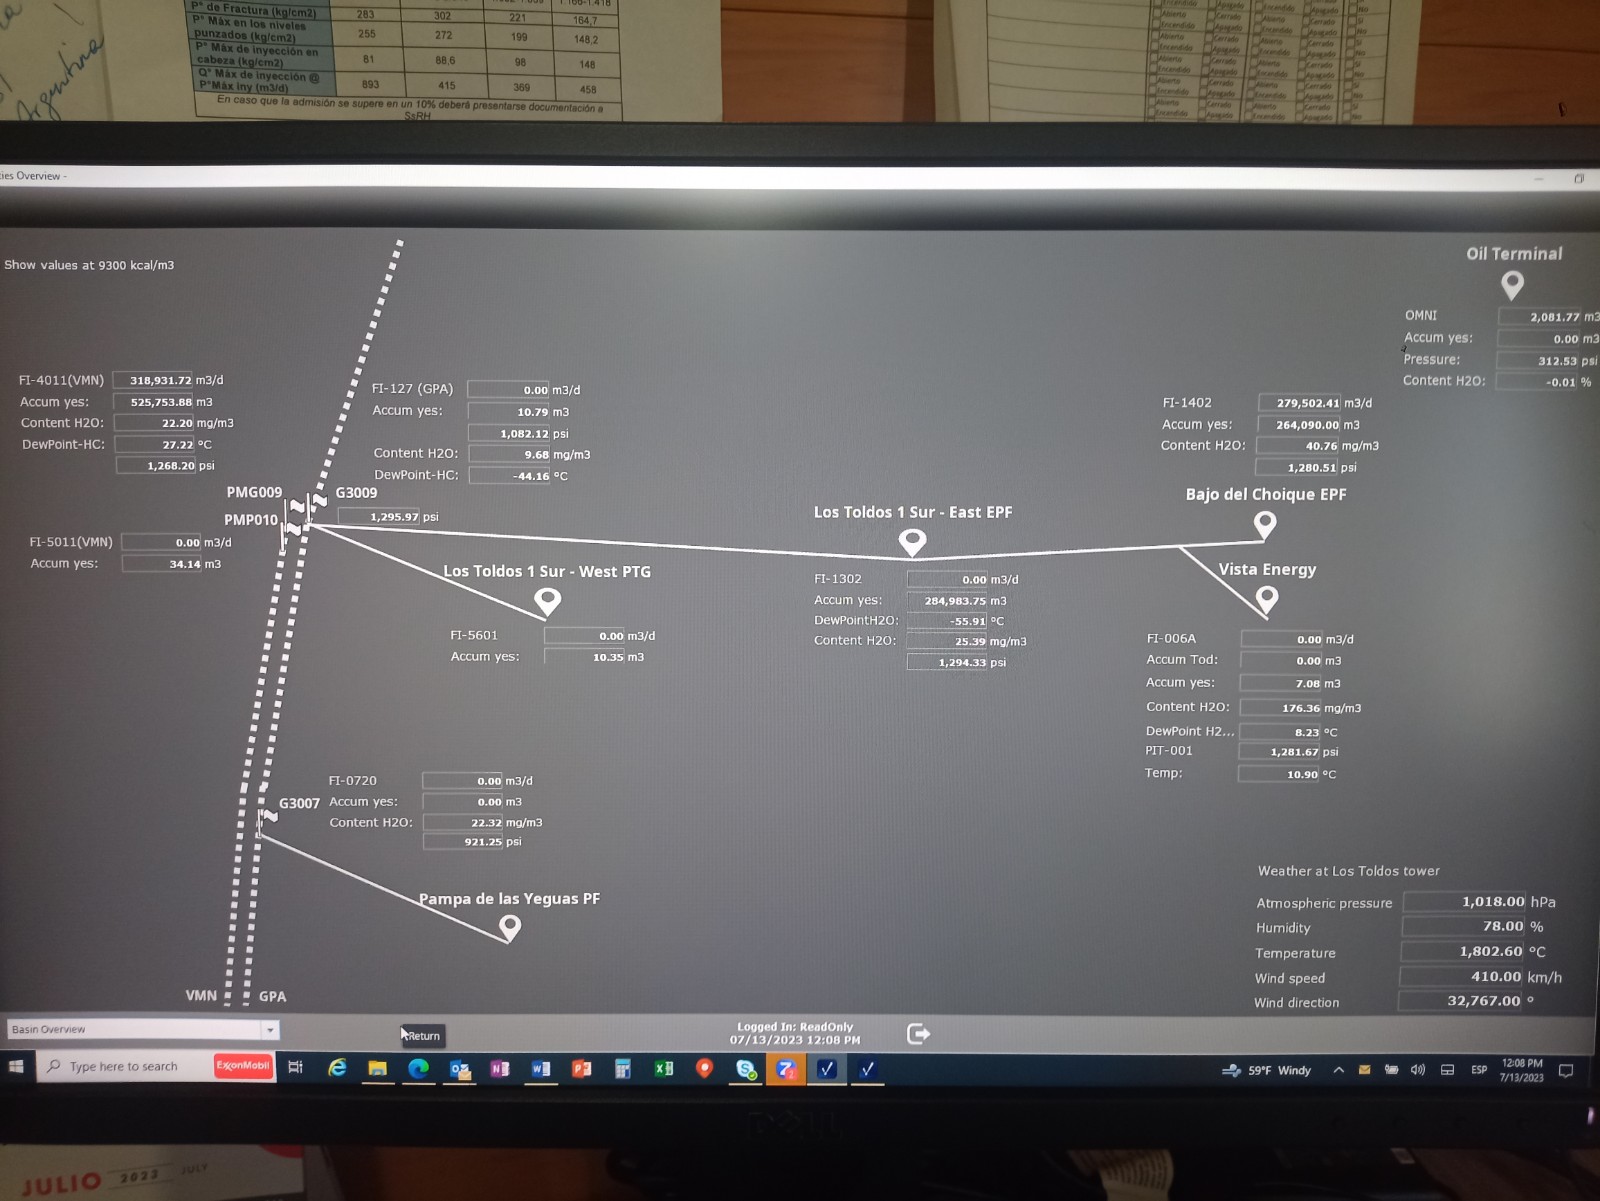 Argentina
P° de Fractura (kg/cm2) 283 302 221 164,7
P° Máx en los niveles
punzados (kg/cm2) 255 272 199 148,2
P° Máx de inyección en
cabeza (kg/cm2) 81 88,6 98 148
Q° Máx de inyección @
P°Máx iny (m3/d) 893 415 369 458
En caso que la admisión se supere en un 10% deberá presentarse documentación a
SsRH
ies Overview -
Show values at 9300 kcal/m3
Oil Terminal
OMNI 2,081.77 m3
Accum yes: 0.00 m3
Pressure: 312.53 psi
Content H2O: -0.01 %
FI-4011(VMN) 318,931.72 m3/d
Accum yes: 525,753.88 m3
Content H2O: 22.20 mg/m3
DewPoint-HC: 27.22 °C
1,268.20 psi
FI-127 (GPA) 0.00 m3/d
Accum yes: 10.79 m3
1,082.12 psi
Content H2O: 9.68 mg/m3
DewPoint-HC: -44.16 °C
FI-1402 279,502.41 m3/d
Accum yes: 264,090.00 m3
Content H2O: 40.76 mg/m3
1,280.51 psi
PMG009 G3009
PMP010
1,295.97 psi
FI-5011(VMN) 0.00 m3/d
Accum yes: 34.14 m3
Los Toldos 1 Sur - West PTG
FI-5601 0.00 m3/d
Accum yes: 10.35 m3
Los Toldos 1 Sur - East EPF
FI-1302 0.00 m3/d
Accum yes: 284,983.75 m3
DewPointH2O: -55.91 °C
Content H2O: 25.39 mg/m3
1,294.33 psi
Bajo del Choique EPF
Vista Energy
FI-006A 0.00 m3/d
Accum Tod: 0.00 m3
Accum yes: 7.08 m3
Content H2O: 176.36 mg/m3
DewPoint H2... 8.23 °C
PIT-001 1,281.67 psi
Temp: 10.90 °C
FI-0720 0.00 m3/d
G3007 Accum yes: 0.00 m3
Content H2O: 22.32 mg/m3
921.25 psi
Pampa de las Yeguas PF
VMN GPA
Weather at Los Toldos tower
Atmospheric pressure 1,018.00 hPa
Humidity 78.00 %
Temperature 1,802.60 °C
Wind speed 410.00 km/h
Wind direction 32,767.00 °
Basin Overview
Return
Logged In: ReadOnly
07/13/2023 12:08 PM
Type here to search ExxonMobil
59°F Windy
ESP
12:08 PM
7/13/2023
DELL
JULIO 2023 JULY